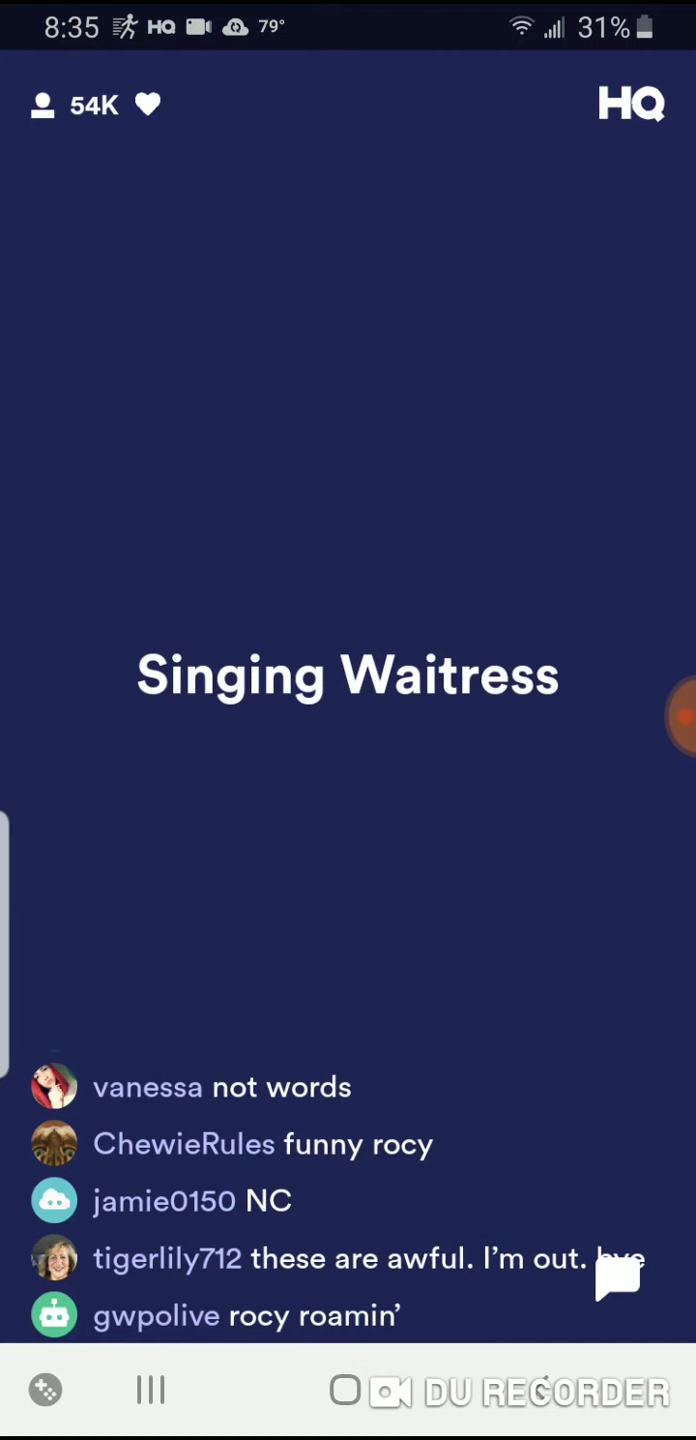 8:35 HQ 79° 31%
54K HQ
Singing Waitress
vanessa not words
ChewieRules funny rocy
jamie0150 NC
tigerlily712 these are awful. I'm out. bye
gwpolive rocy roamin'
DU RECORDER